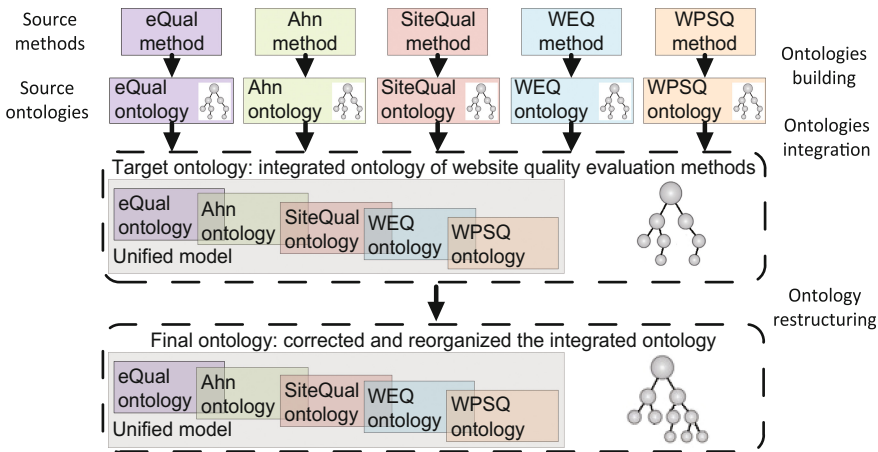 Source
methods
eQual
method
Ahn
method
SiteQual
method
WEQ
method
WPSQ
method
Ontologies
building
Source
ontologies
eQual
ontology
Ahn
ontology
SiteQual
ontology
WEQ
ontology
WPSQ
ontology
Ontologies
integration
Target ontology: integrated ontology of website quality evaluation methods
eQual
ontology
Ahn
ontology
SiteQual
ontology
WEQ
ontology
WPSQ
ontology
Unified model
Ontology
restructuring
Final ontology: corrected and reorganized the integrated ontology
eQual
ontology
Ahn
ontology
SiteQual
ontology
WEQ
ontology
WPSQ
ontology
Unified model